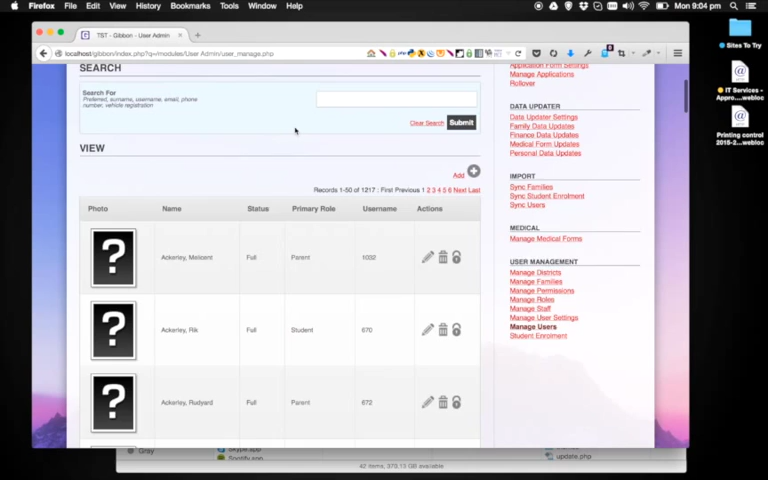 Firefox File Edit View History Bookmarks Tools Window Help
Mon 9:04 pm
TST - Gibbon - User Admin
localhost/gibbon/index.php?q=/modules/User Admin/user_manage.php
Sites To Try
IT Services -
Appro....webloc
Printing control
2015-2....webloc
SEARCH
Search For
Preferred, surname, username, email, phone
number, vehicle registration
Clear Search Submit
VIEW
Add
Records 1-50 of 1217 : First Previous 1 2 3 4 5 6 Next Last
Photo Name Status Primary Role Username Actions
? Ackerley, Melicent Full Parent 1032
? Ackerley, Rik Full Student 670
? Ackerley, Rudyard Full Parent 672
Application Form Settings
Manage Applications
Rollover
DATA UPDATER
Data Updater Settings
Family Data Updates
Finance Data Updates
Medical Form Updates
Personal Data Updates
IMPORT
Sync Families
Sync Student Enrolment
Sync Users
MEDICAL
Manage Medical Forms
USER MANAGEMENT
Manage Districts
Manage Families
Manage Permissions
Manage Roles
Manage Staff
Manage User Settings
Manage Users
Student Enrolment
Gray
Skype.app
Spotify.app
update.php
42 items, 379.13 GB available